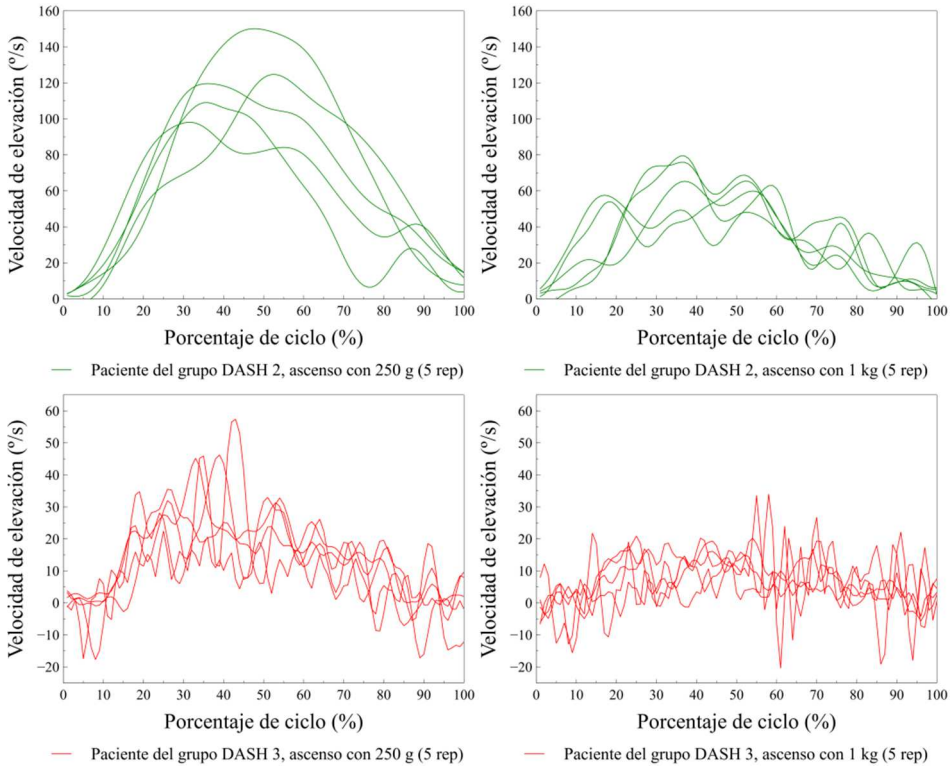 160
140
120
100
80
60
40
20
0
Velocidad de elevación (º/s)
0 10 20 30 40 50 60 70 80 90 100
Porcentaje de ciclo (%)
Paciente del grupo DASH 2, ascenso con 250 g (5 rep)
160
140
120
100
80
60
40
20
0
Velocidad de elevación (º/s)
0 10 20 30 40 50 60 70 80 90 100
Porcentaje de ciclo (%)
Paciente del grupo DASH 2, ascenso con 1 kg (5 rep)
60
50
40
30
20
10
0
−10
−20
Velocidad de elevación (º/s)
0 10 20 30 40 50 60 70 80 90 100
Porcentaje de ciclo (%)
Paciente del grupo DASH 3, ascenso con 250 g (5 rep)
60
50
40
30
20
10
0
−10
−20
Velocidad de elevación (º/s)
0 10 20 30 40 50 60 70 80 90 100
Porcentaje de ciclo (%)
Paciente del grupo DASH 3, ascenso con 1 kg (5 rep)